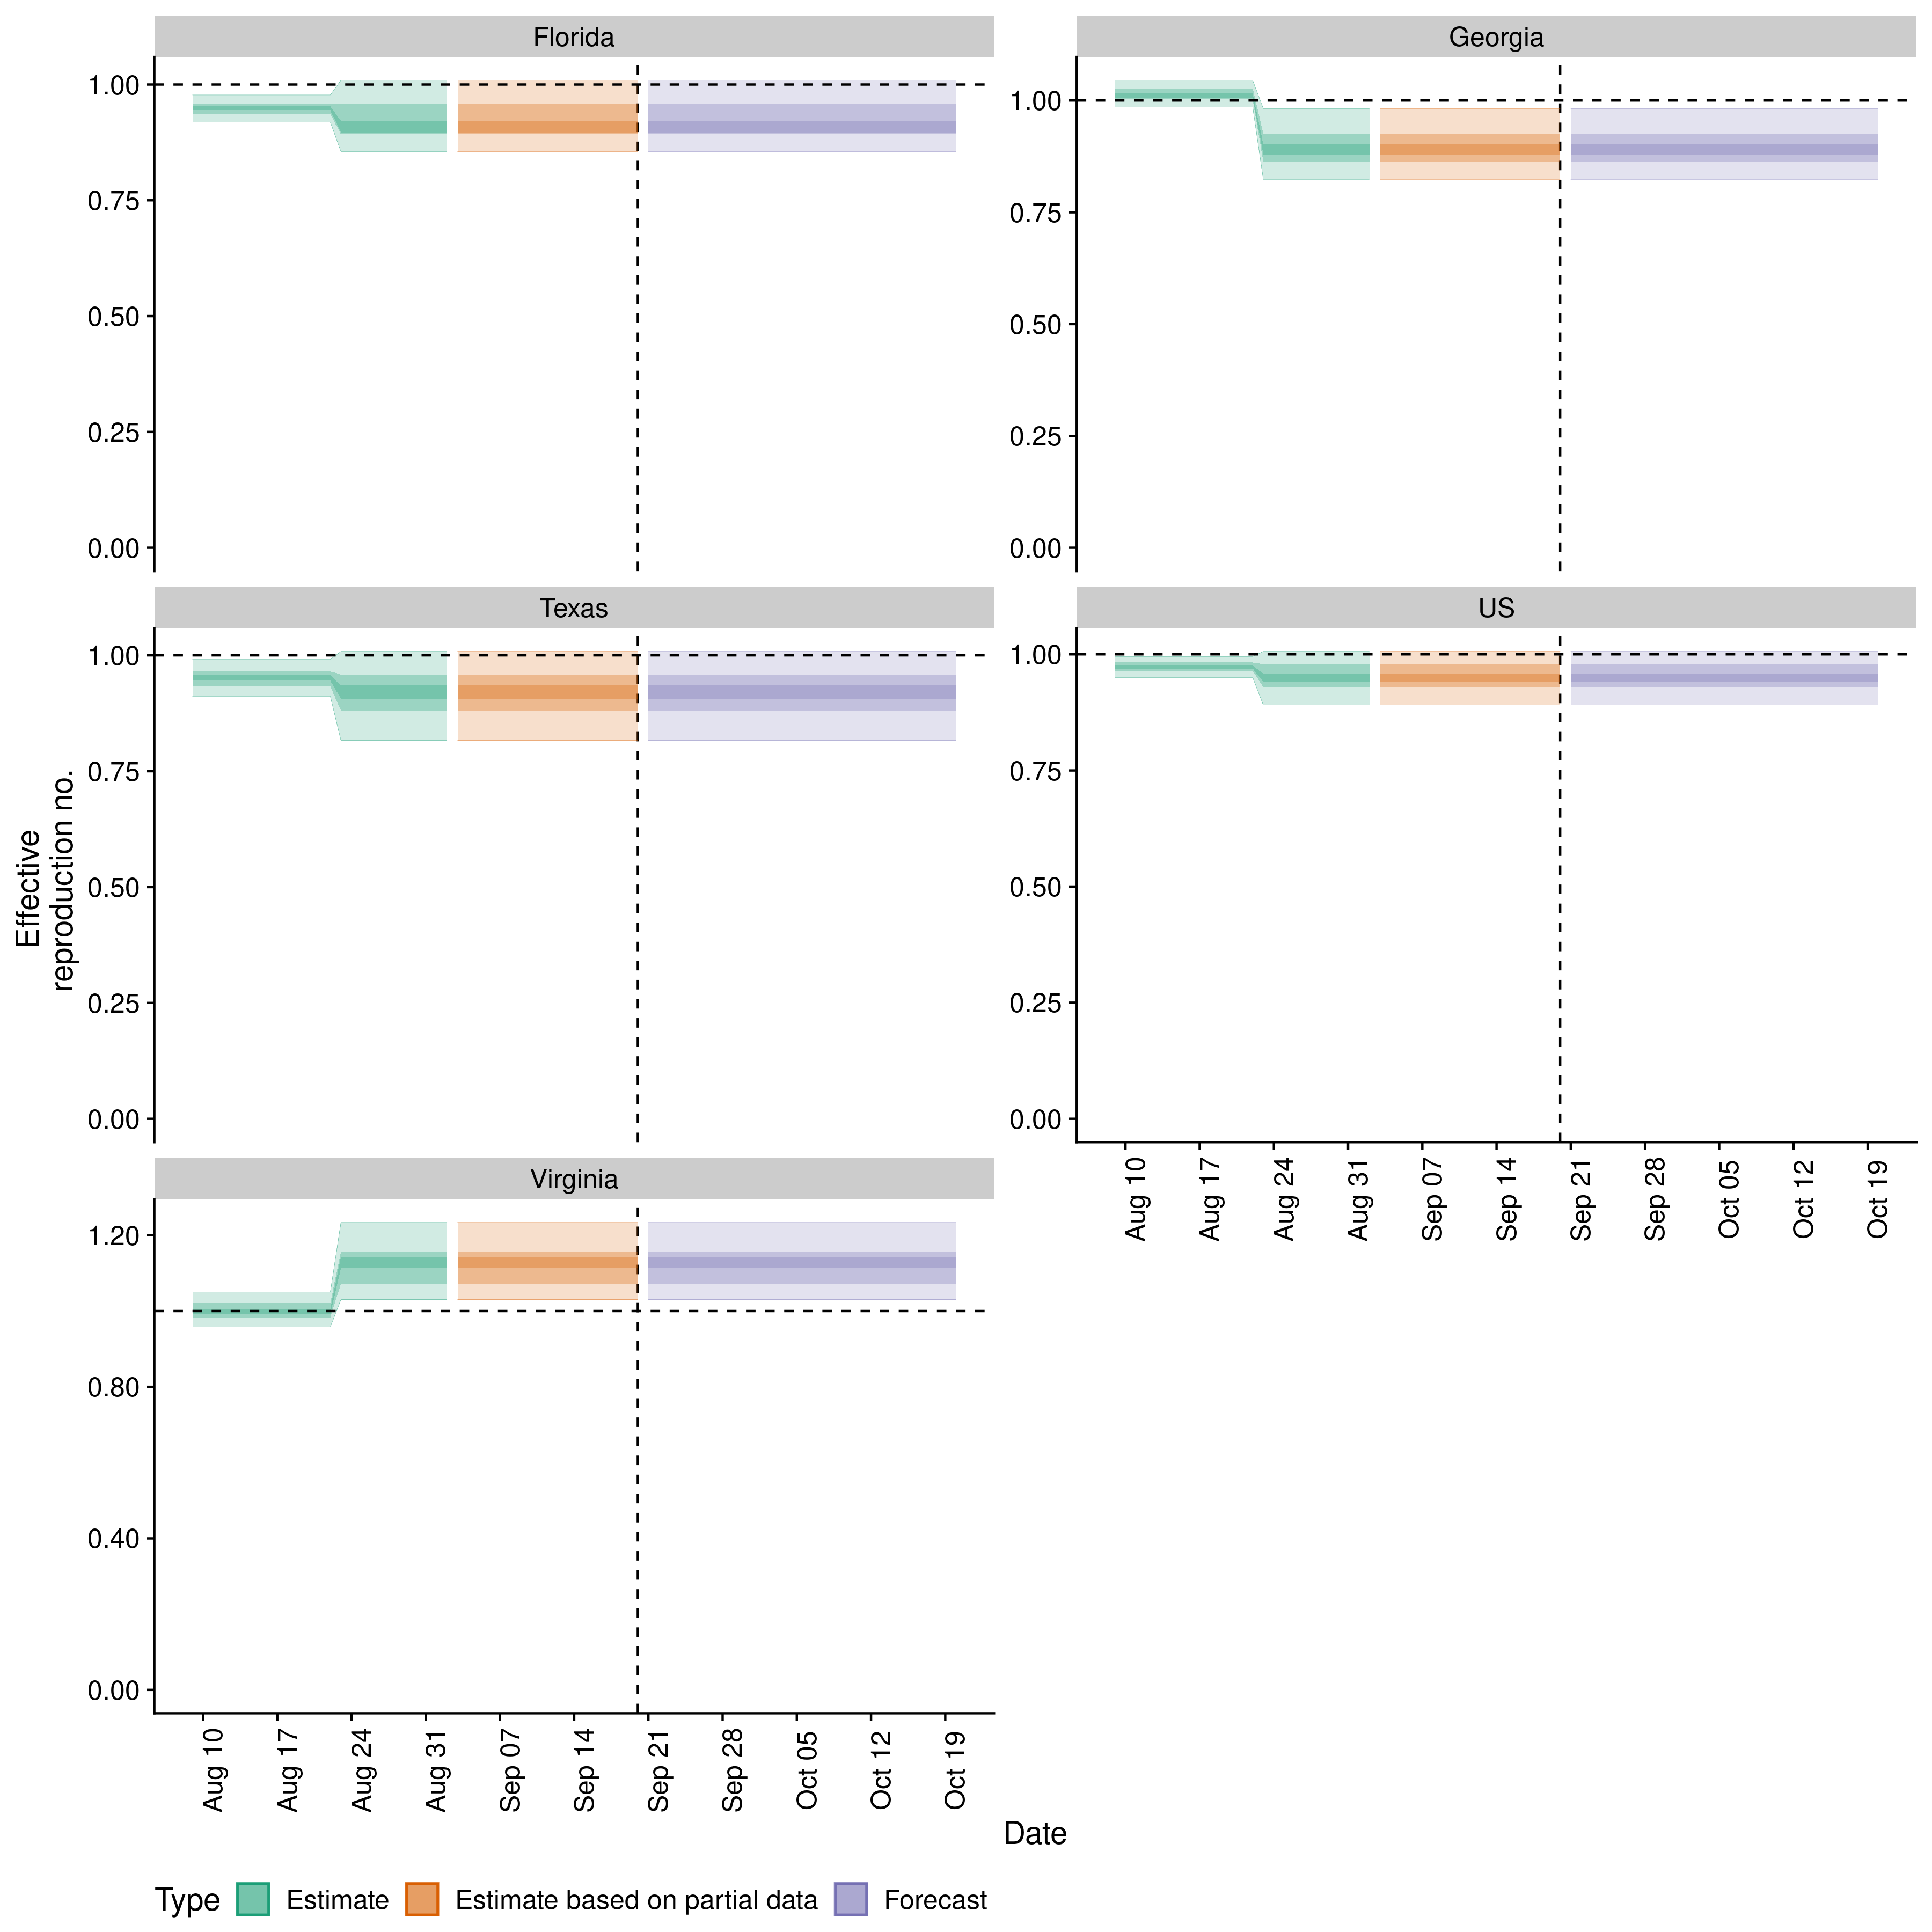 Florida
Georgia
1.00
0.75
0.50
0.25
0.00
1.00
0.75
0.50
0.25
0.00
Texas
US
1.00
0.75
0.50
0.25
0.00
1.00
0.75
0.50
0.25
0.00
Aug 10
Aug 17
Aug 24
Aug 31
Sep 07
Sep 14
Sep 21
Sep 28
Oct 05
Oct 12
Oct 19
Effective
reproduction no.
Virginia
1.20
0.80
0.40
0.00
Aug 10
Aug 17
Aug 24
Aug 31
Sep 07
Sep 14
Sep 21
Sep 28
Oct 05
Oct 12
Oct 19
Date
Type Estimate Estimate based on partial data Forecast